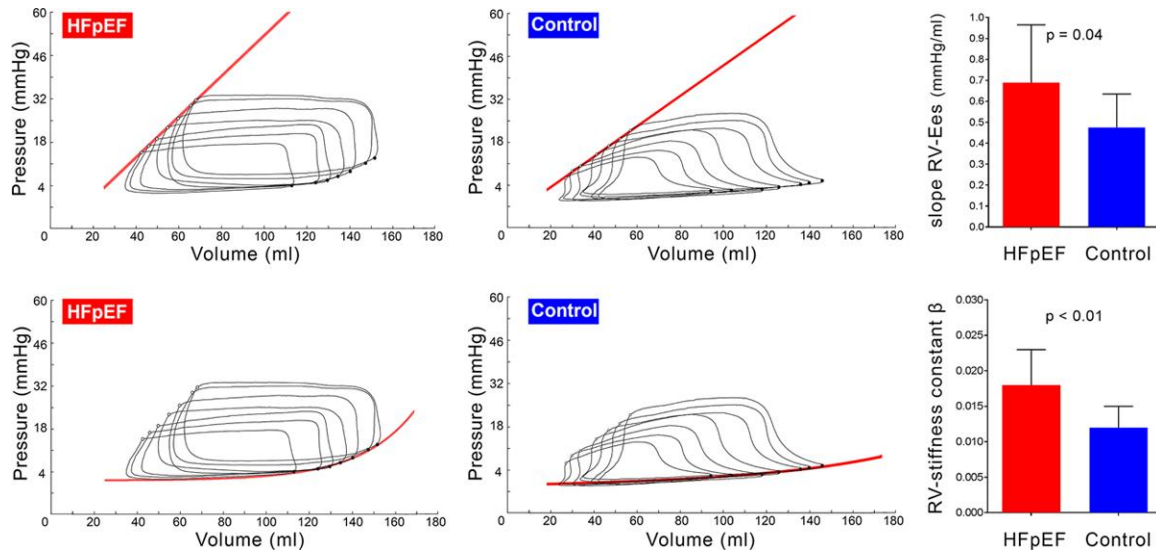 HFpEF
Pressure (mmHg)
60
46
32
18
4
0
20 40 60 80 100 120 140 160 180
Volume (ml)
Control
Pressure (mmHg)
60
46
32
18
4
0
20 40 60 80 100 120 140 160 180
Volume (ml)
slope RV-Ees (mmHg/ml)
1.0
0.9
0.8
0.7
0.6
0.5
0.4
0.3
0.2
0.1
0.0
p = 0.04
HFpEF Control
HFpEF
Pressure (mmHg)
60
46
32
18
4
0
20 40 60 80 100 120 140 160 180
Volume (ml)
Control
Pressure (mmHg)
60
46
32
18
4
0
20 40 60 80 100 120 140 160 180
Volume (ml)
RV-stiffness constant β
0.030
0.025
0.020
0.015
0.010
0.005
0.000
p < 0.01
HFpEF Control